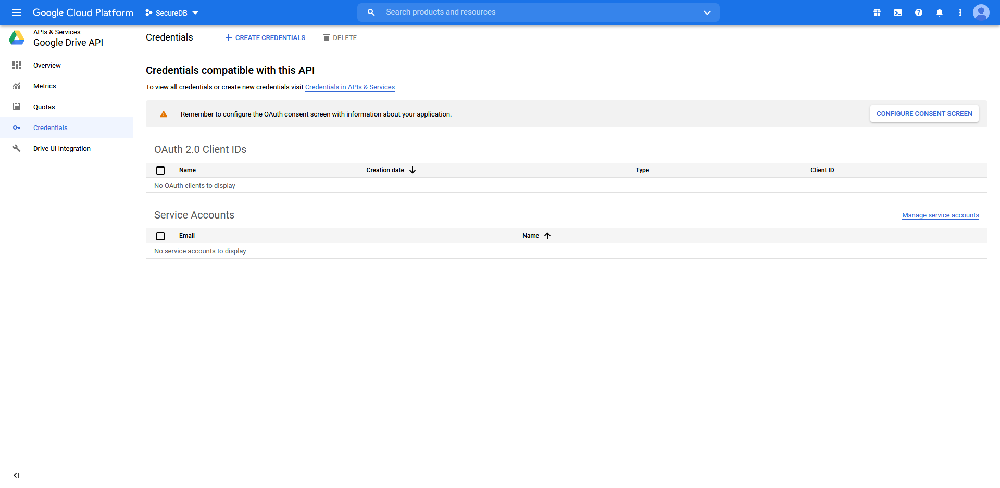 Google Cloud Platform SecureDB Search products and resources
APIs & Services
Google Drive API
Credentials CREATE CREDENTIALS DELETE
Overview
Metrics
Quotas
Credentials
Drive UI Integration
Credentials compatible with this API
To view all credentials or create new credentials visit Credentials in APIs & Services
Remember to configure the OAuth consent screen with information about your application. CONFIGURE CONSENT SCREEN
OAuth 2.0 Client IDs
Name Creation date Type Client ID
No OAuth clients to display
Service Accounts Manage service accounts
Email Name
No service accounts to display